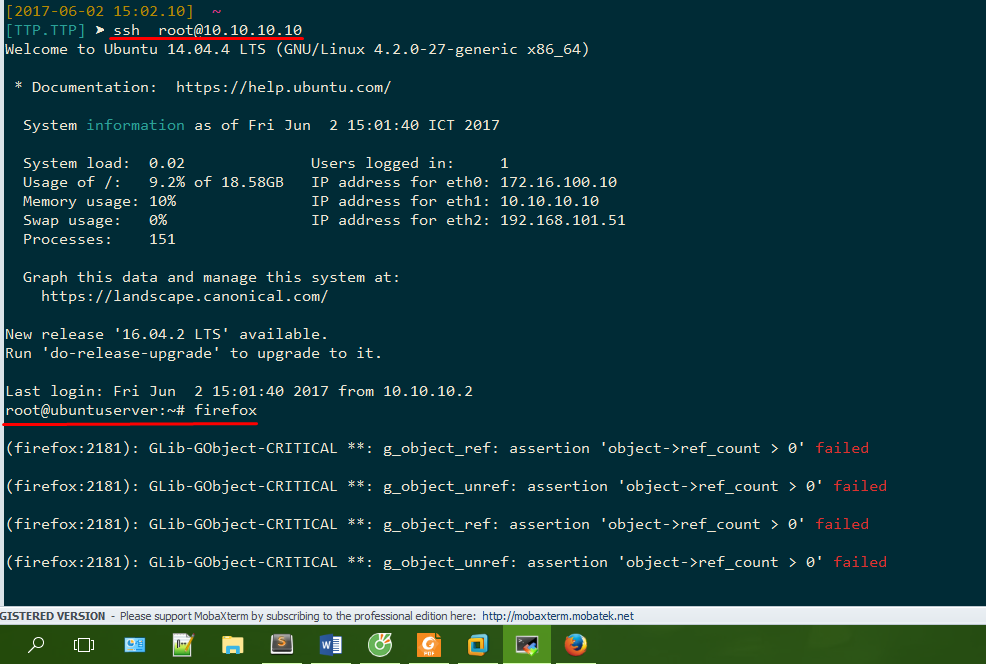 [2017-06-02 15:02.10]  ~
[TTP.TTP] ➤ ssh  root@10.10.10.10
Welcome to Ubuntu 14.04.4 LTS (GNU/Linux 4.2.0-27-generic x86_64)
* Documentation:  https://help.ubuntu.com/
System information as of Fri Jun  2 15:01:40 ICT 2017
System load:  0.02              Users logged in:     1
Usage of /:   9.2% of 18.58GB   IP address for eth0: 172.16.100.10
Memory usage: 10%               IP address for eth1: 10.10.10.10
Swap usage:   0%                IP address for eth2: 192.168.101.51
Processes:    151
Graph this data and manage this system at:
https://landscape.canonical.com/
New release '16.04.2 LTS' available.
Run 'do-release-upgrade' to upgrade to it.
Last login: Fri Jun  2 15:01:40 2017 from 10.10.10.2
root@ubuntuserver:~# firefox
(firefox:2181): GLib-GObject-CRITICAL **: g_object_ref: assertion 'object->ref_count > 0' failed
(firefox:2181): GLib-GObject-CRITICAL **: g_object_unref: assertion 'object->ref_count > 0' failed
(firefox:2181): GLib-GObject-CRITICAL **: g_object_ref: assertion 'object->ref_count > 0' failed
(firefox:2181): GLib-GObject-CRITICAL **: g_object_unref: assertion 'object->ref_count > 0' failed
GISTERED VERSION  -  Please support MobaXterm by subscribing to the professional edition here:  http://mobaxterm.mobatek.net
S
W
PDF